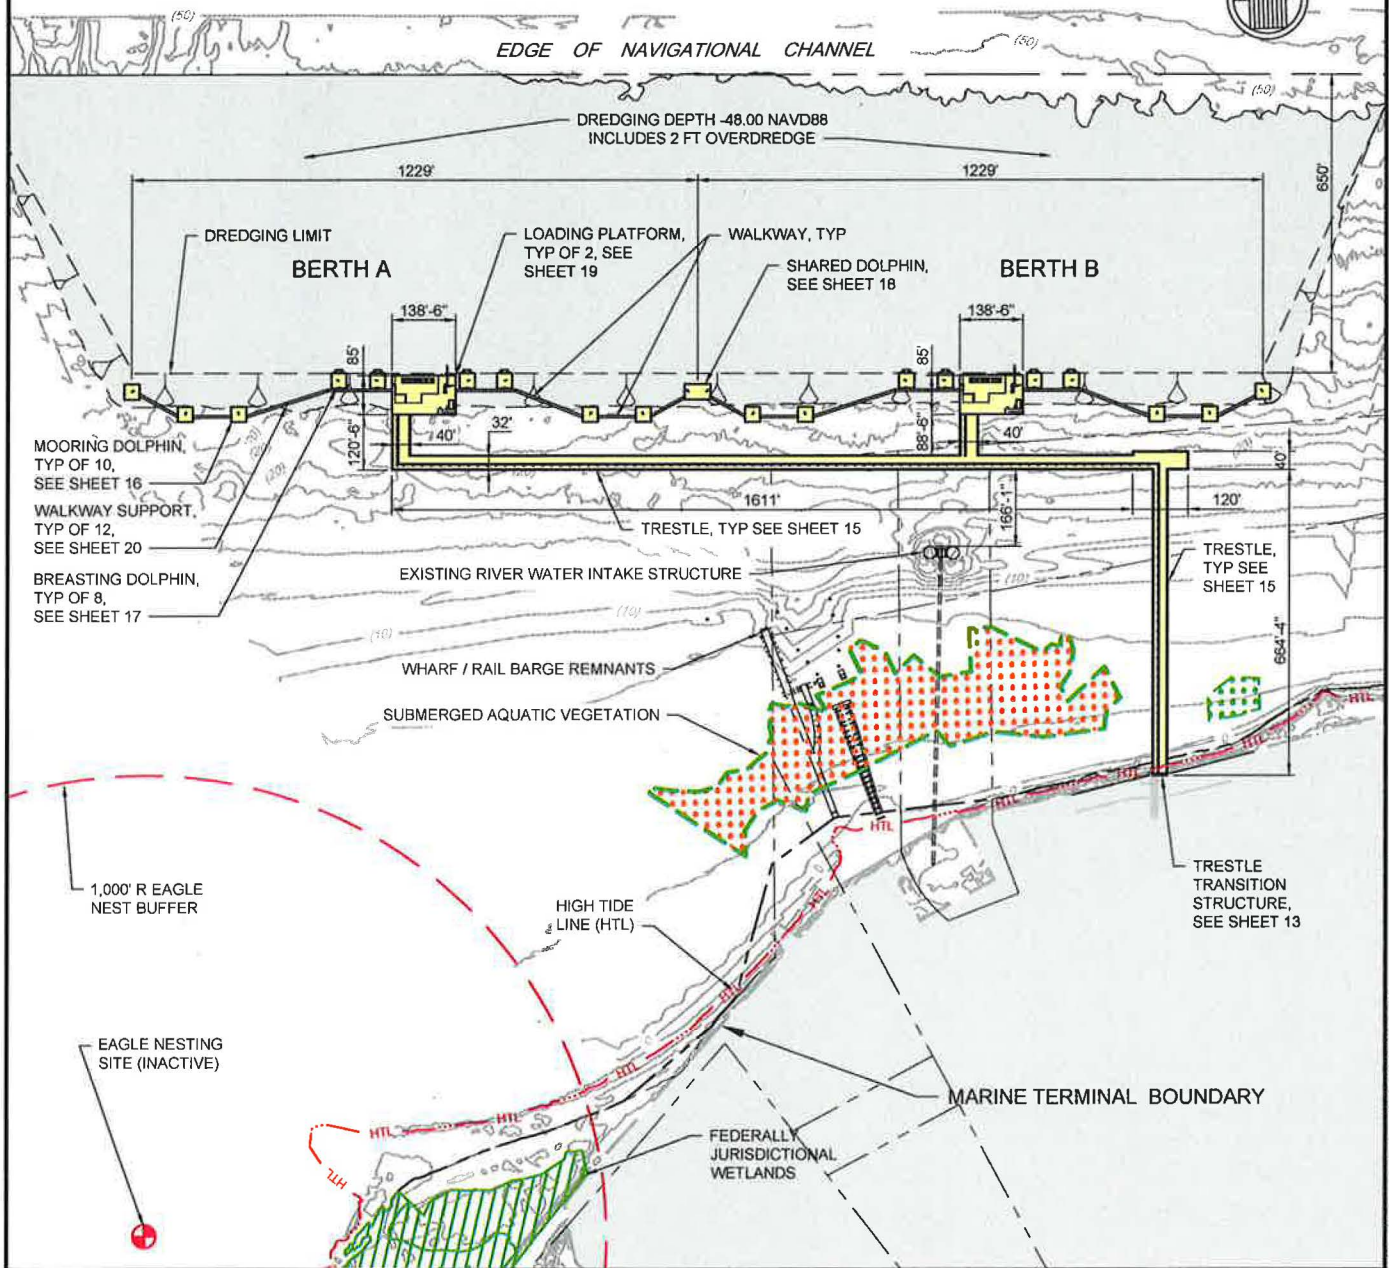 (50)
EDGE OF NAVIGATIONAL CHANNEL
(50)
(50)
DREDGING DEPTH -48.00 NAVD88
INCLUDES 2 FT OVERDREDGE
1229'
1229'
650'
DREDGING LIMIT
BERTH A
LOADING PLATFORM,
TYP OF 2, SEE
SHEET 19
WALKWAY, TYP
SHARED DOLPHIN,
SEE SHEET 18
BERTH B
138'-6"
138'-6"
85'
85'
MOORING DOLPHIN,
TYP OF 10,
SEE SHEET 16
120'-6"
40'
32'
88'-6"
40'
40'
(20)
(20)
1611'
166'-1"
120'
WALKWAY SUPPORT,
TYP OF 12,
SEE SHEET 20
TRESTLE, TYP SEE SHEET 15
TRESTLE,
TYP SEE
SHEET 15
BREASTING DOLPHIN,
TYP OF 8,
SEE SHEET 17
EXISTING RIVER WATER INTAKE STRUCTURE
(10)
(10)
(10)
664'-4"
WHARF / RAIL BARGE REMNANTS
SUBMERGED AQUATIC VEGETATION
HTL
HTL
HTL
HTL
HTL
1,000' R EAGLE
NEST BUFFER
HIGH TIDE
LINE (HTL)
TRESTLE
TRANSITION
STRUCTURE,
SEE SHEET 13
HTL
HTL
EAGLE NESTING
SITE (INACTIVE)
HTL
MARINE TERMINAL BOUNDARY
HTL
HTL
HTL
FEDERALLY
JURISDICTIONAL
WETLANDS